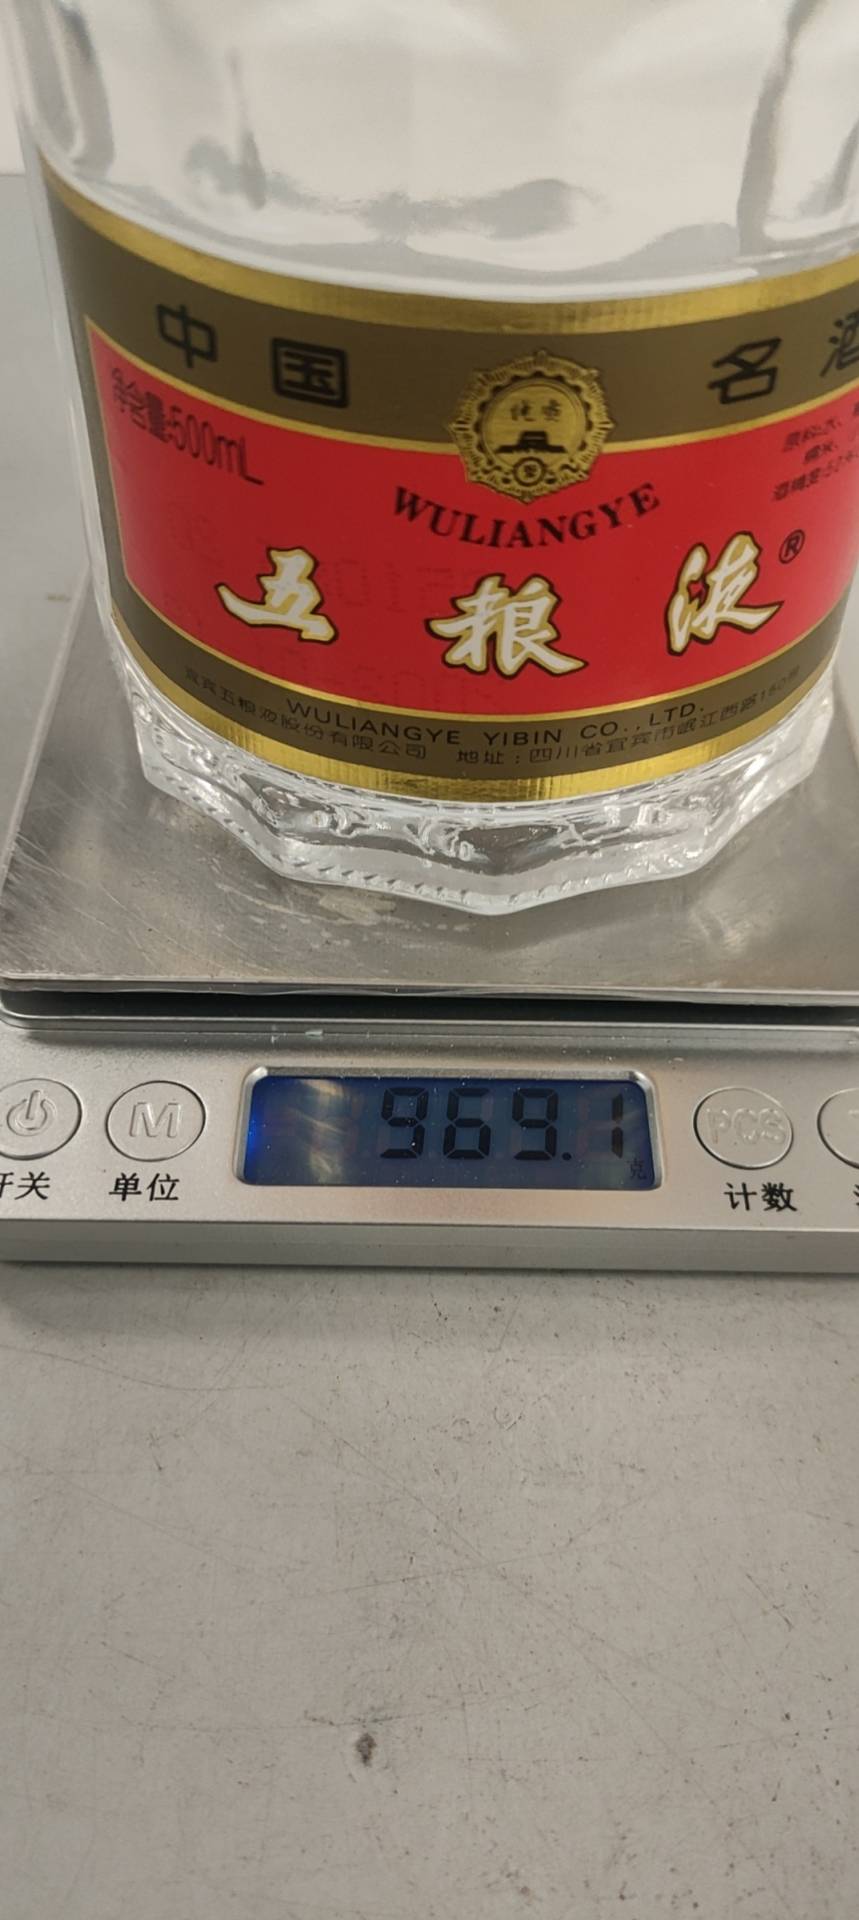 中国 名酒
净含量:500mL
WULIANGYE
五粮液®
WULIANGYE YIBIN CO.,LTD.
宜宾五粮液股份有限公司 地址:四川省宜宾市岷江西路150号
969.1
克
M
PCS
开关 单位 计数